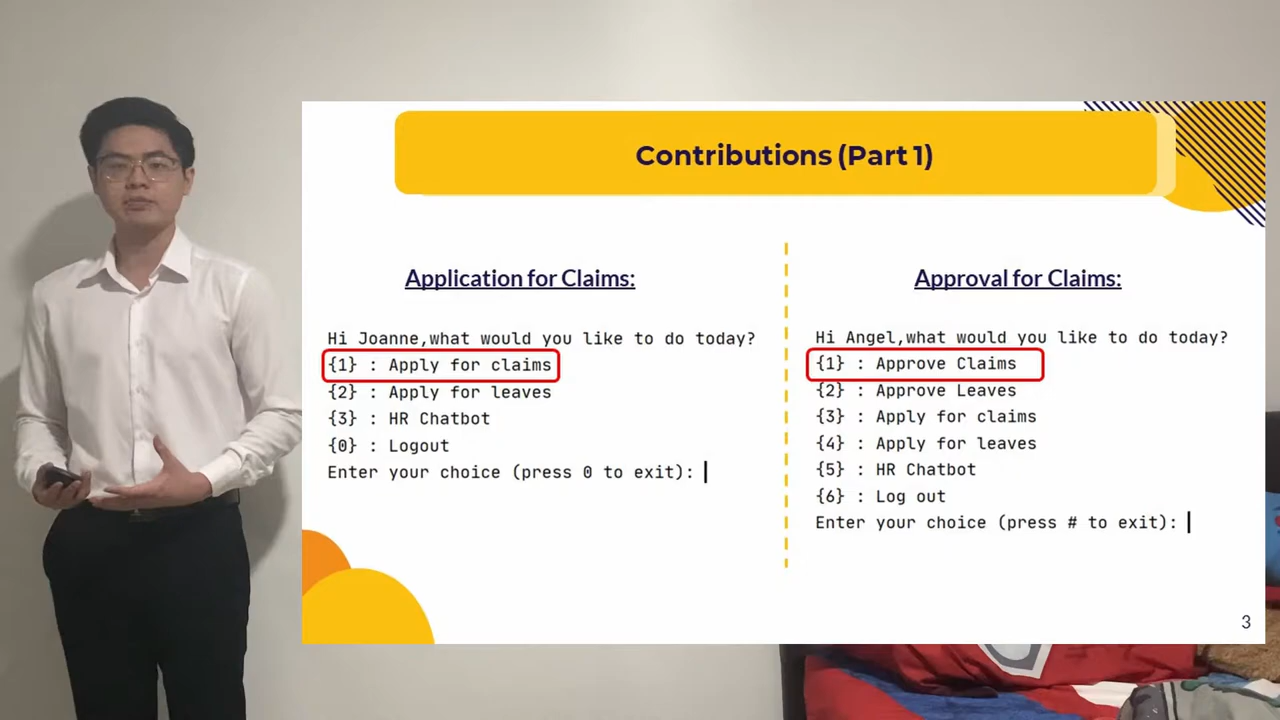 Contributions (Part 1)
Application for Claims:
Hi Joanne,what would you like to do today?
{1} : Apply for claims
{2} : Apply for leaves
{3} : HR Chatbot
{0} : Logout
Enter your choice (press 0 to exit):
Approval for Claims:
Hi Angel,what would you like to do today?
{1} : Approve Claims
{2} : Approve Leaves
{3} : Apply for claims
{4} : Apply for leaves
{5} : HR Chatbot
{6} : Log out
Enter your choice (press # to exit):
3